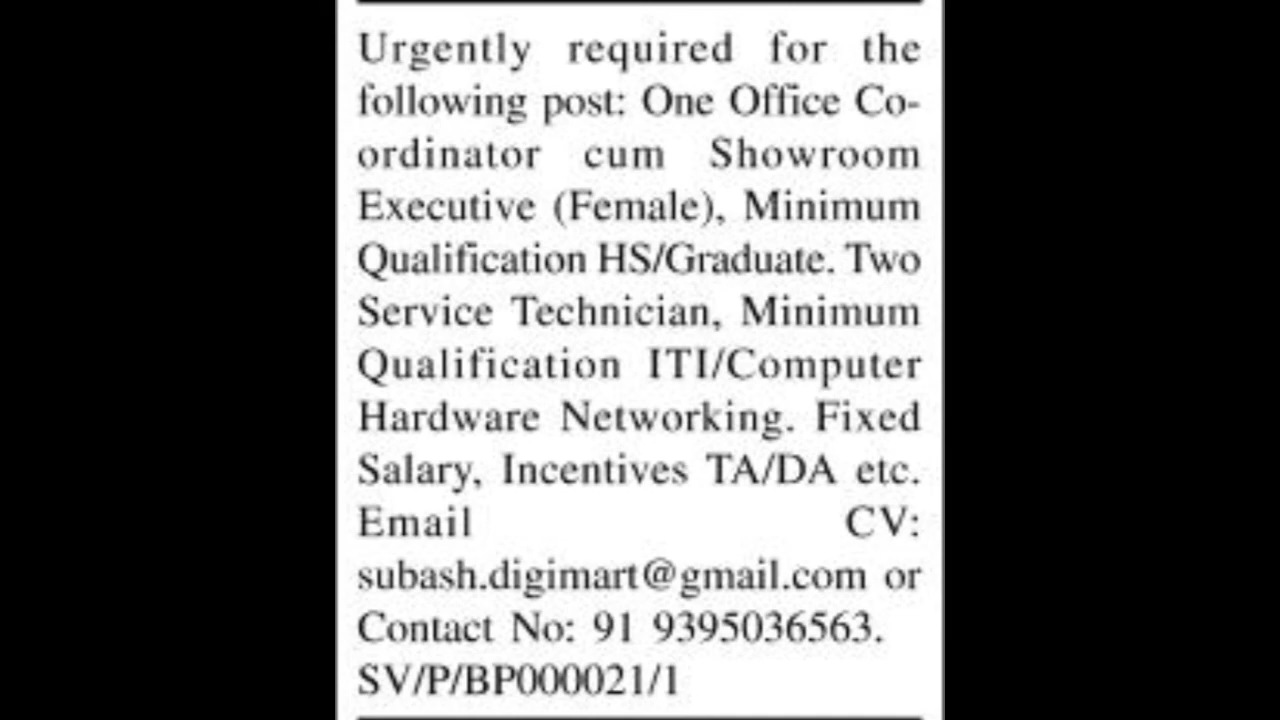 Urgently required for the
following post: One Office Co-
ordinator cum Showroom
Executive (Female), Minimum
Qualification HS/Graduate. Two
Service Technician, Minimum
Qualification ITI/Computer
Hardware Networking. Fixed
Salary, Incentives TA/DA etc.
Email CV:
subash.digimart@gmail.com or
Contact No: 91 9395036563.
SV/P/BP000021/1